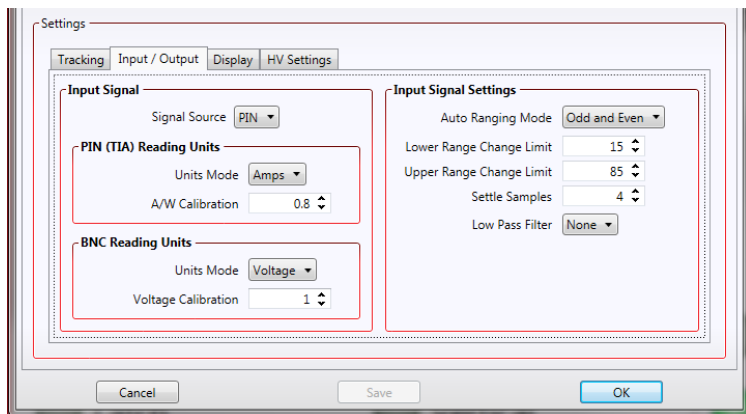 Settings
Tracking Input / Output Display HV Settings
Input Signal
Signal Source PIN
PIN (TIA) Reading Units
Units Mode Amps
A/W Calibration 0.8
BNC Reading Units
Units Mode Voltage
Voltage Calibration 1
Input Signal Settings
Auto Ranging Mode Odd and Even
Lower Range Change Limit 15
Upper Range Change Limit 85
Settle Samples 4
Low Pass Filter None
Cancel Save OK